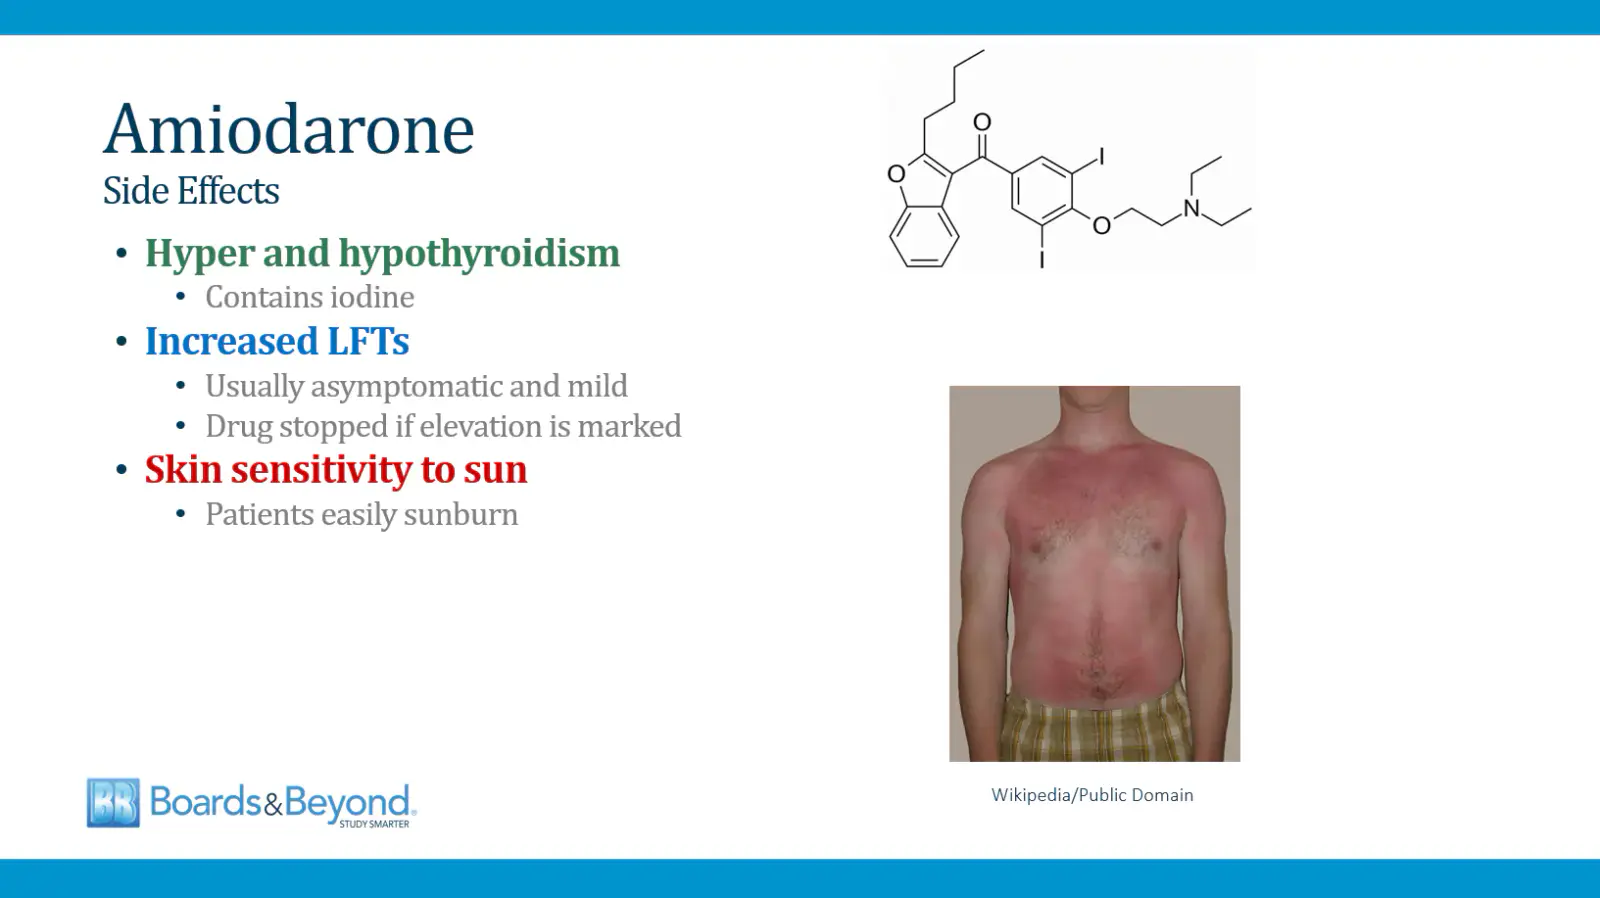 Amiodarone
Side Effects
• Hyper and hypothyroidism
• Contains iodine
• Increased LFTs
• Usually asymptomatic and mild
• Drug stopped if elevation is marked
• Skin sensitivity to sun
• Patients easily sunburn
O
I
O
N
O
I
BB Boards&Beyond®
STUDY SMARTER
Wikipedia/Public Domain